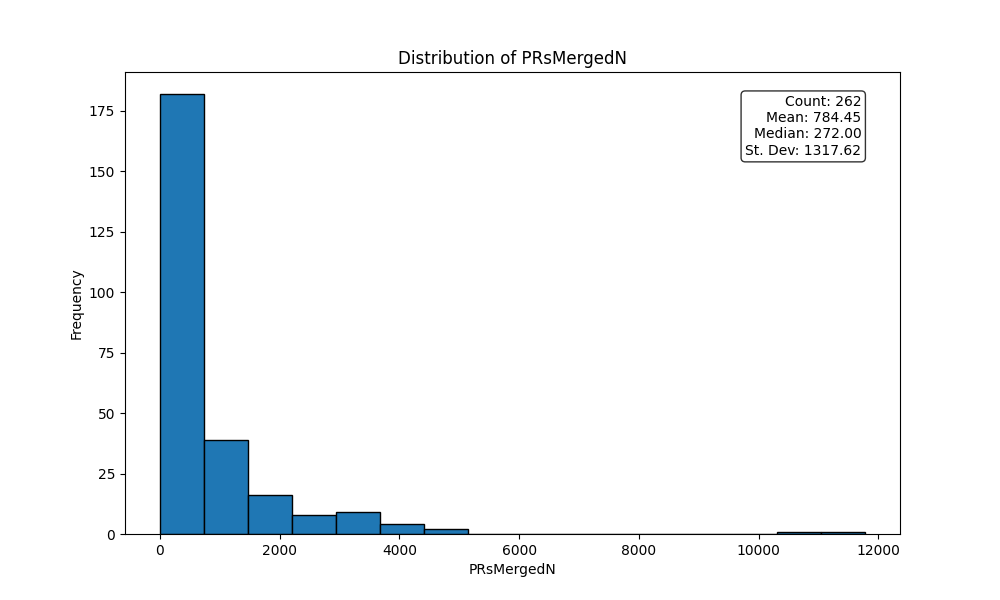 Distribution of PRsMergedN
Count: 262
Mean: 784.45
Median: 272.00
St. Dev: 1317.62
Frequency
175
150
125
100
75
50
25
0
0 2000 4000 6000 8000 10000 12000
PRsMergedN